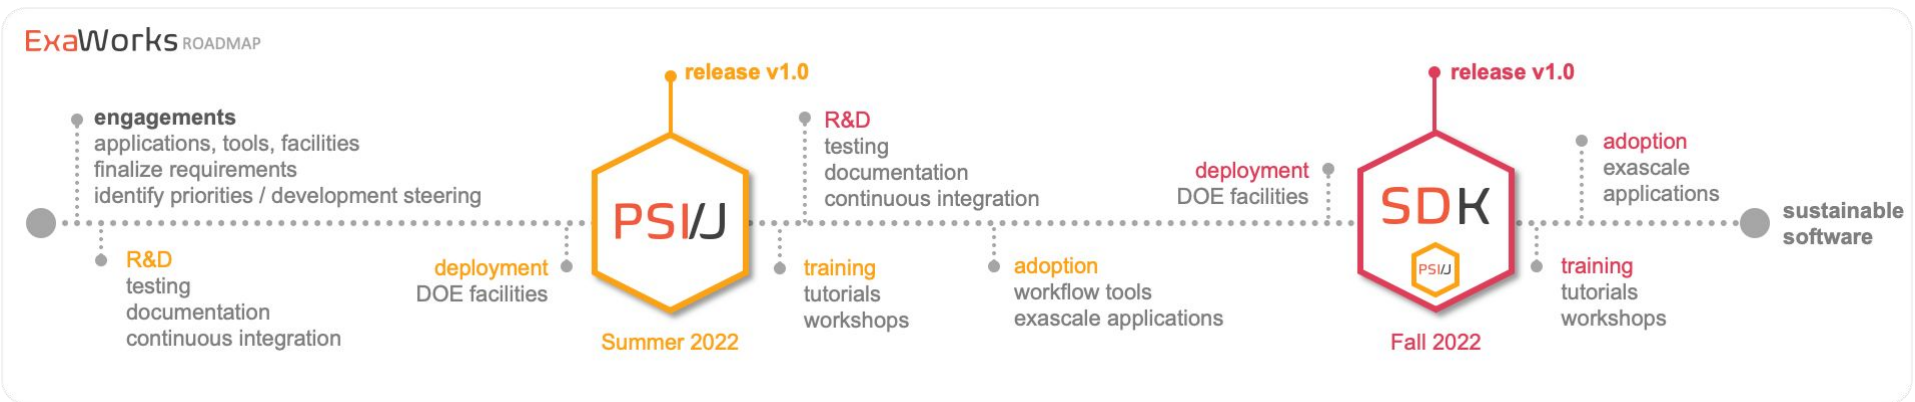 ExaWorks ROADMAP
engagements
applications, tools, facilities
finalize requirements
identify priorities / development steering
R&D
testing
documentation
continuous integration
deployment
DOE facilities
release v1.0
PSI/J
Summer 2022
R&D
testing
documentation
continuous integration
training
tutorials
workshops
adoption
workflow tools
exascale applications
deployment
DOE facilities
release v1.0
SDK
PSI/J
Fall 2022
adoption
exascale
applications
training
tutorials
workshops
sustainable
software